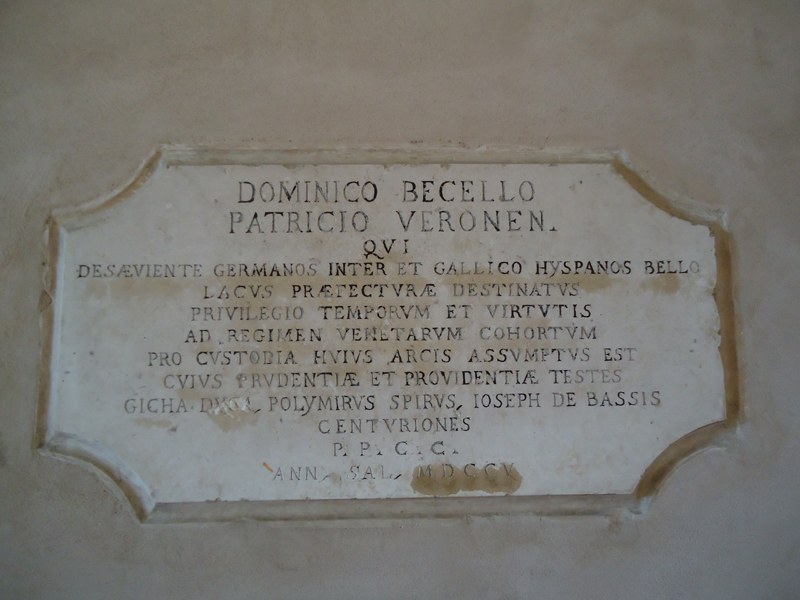 DOMINICO BECELLO
PATRICIO VERONEN.
QVI
DESÆVIENTE GERMANOS INTER ET GALLICO HYSPANOS BELLO
LACVS PRÆFECTVRÆ DESTINATVS
PRIVILEGIO TEMPORVM ET VIRTVTIS
AD REGIMEN VENETARVM COHORTVM
PRO CVSTODIA HVIVS ARCIS ASSVMPTVS EST
CVIVS PRVDENTIÆ ET PROVIDENTIÆ TESTES
GICHA POLYMIRVS SPIRVS, IOSEPH DE BASSIS
CENTVRIONES
P. P. C. C.
ANN. SAL. MDCCV